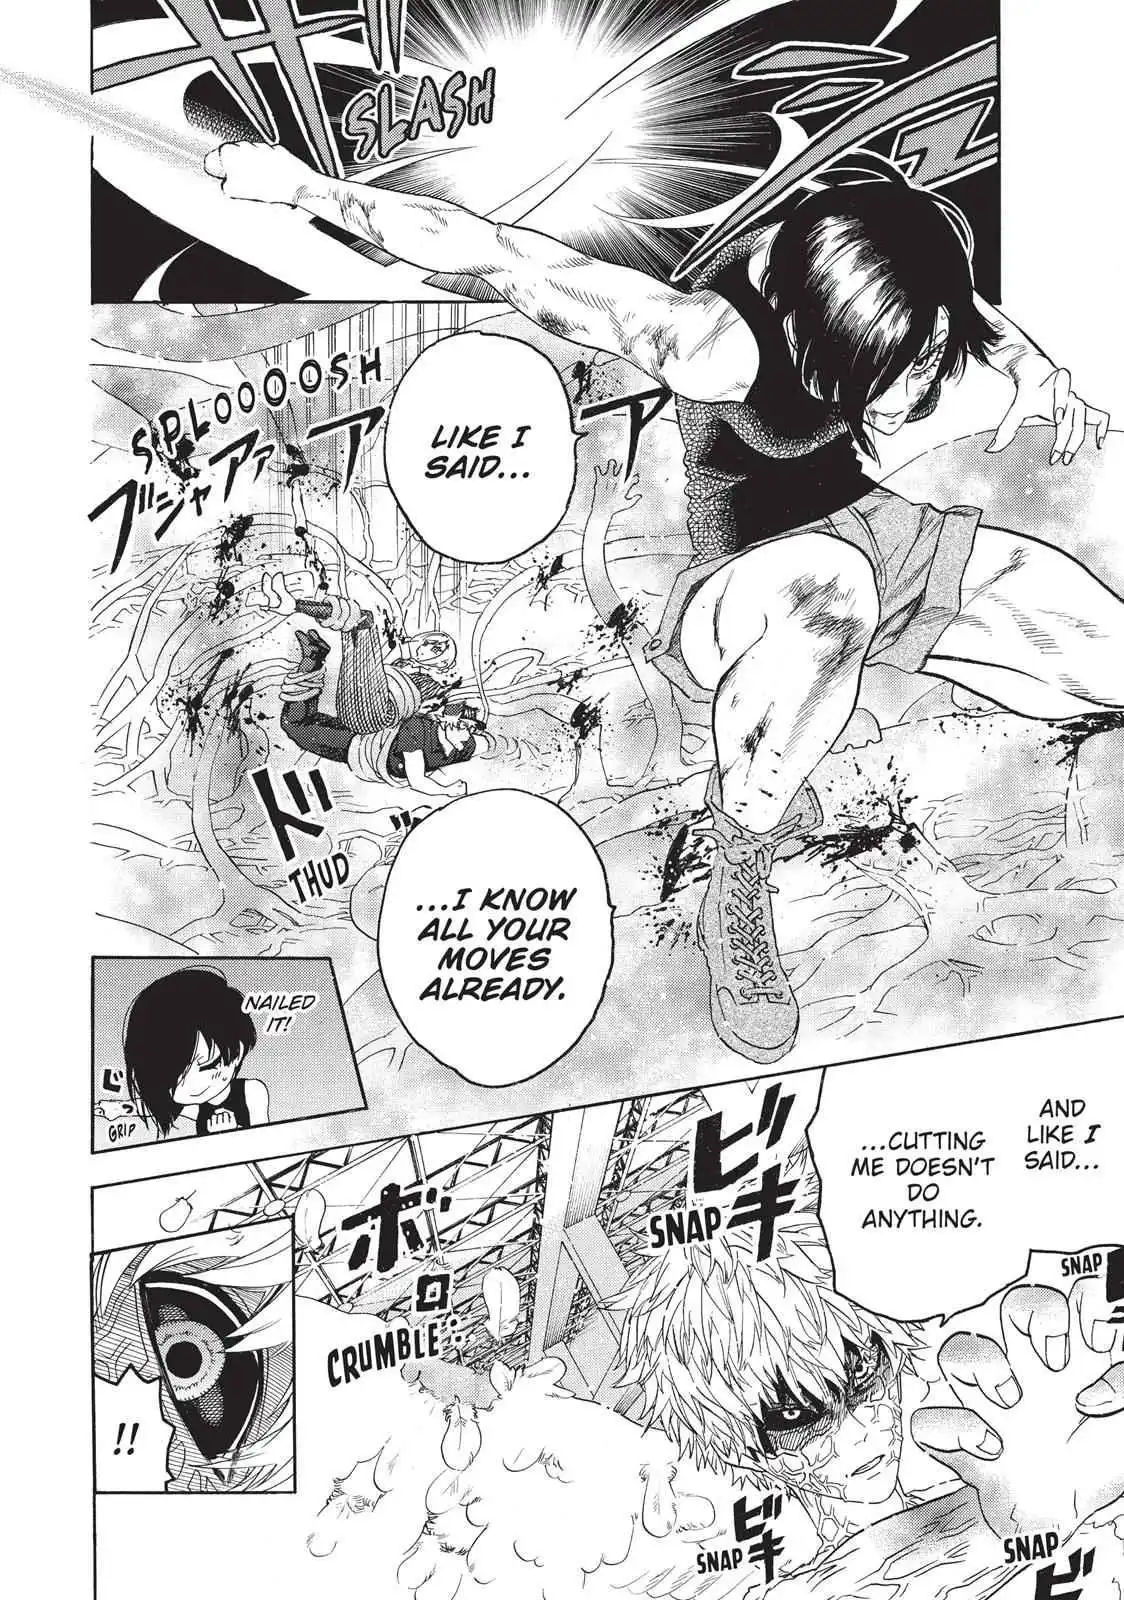 SLASH
SPLOOOOSH
ブシャアァ ア ア
LIKE I
SAID...
ド
THUD
...I KNOW
ALL YOUR
MOVES
ALREADY.
NAILED
IT!
GRIP
AND
LIKE I
SAID...
...CUTTING
ME DOESN'T
DO
ANYTHING.
ビキ
SNAP
SNAP
ボロ
CRUMBLE
!!
ビキ
SNAP
SNAP